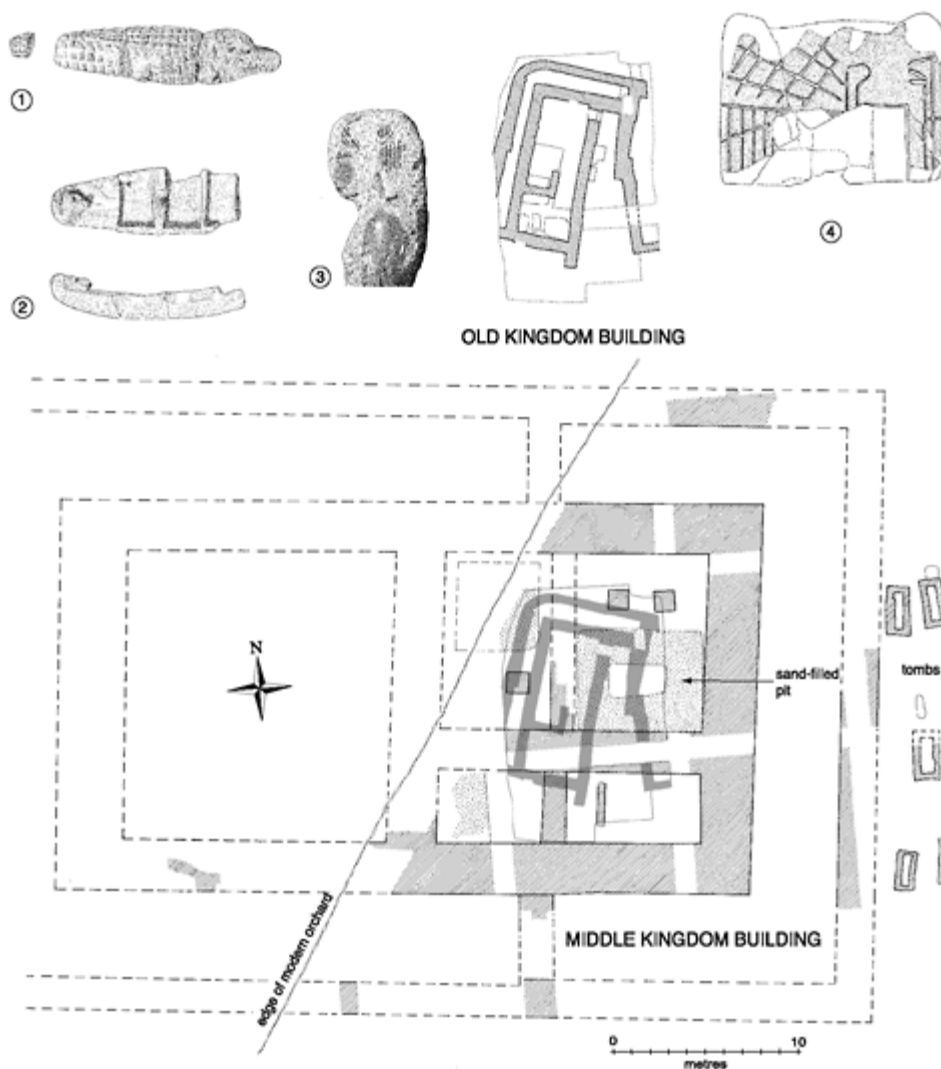 ①
②
③
④
OLD KINGDOM BUILDING
N
sand-filled
pit
tombs
edge of modern orchard
MIDDLE KINGDOM BUILDING
0 10
metres